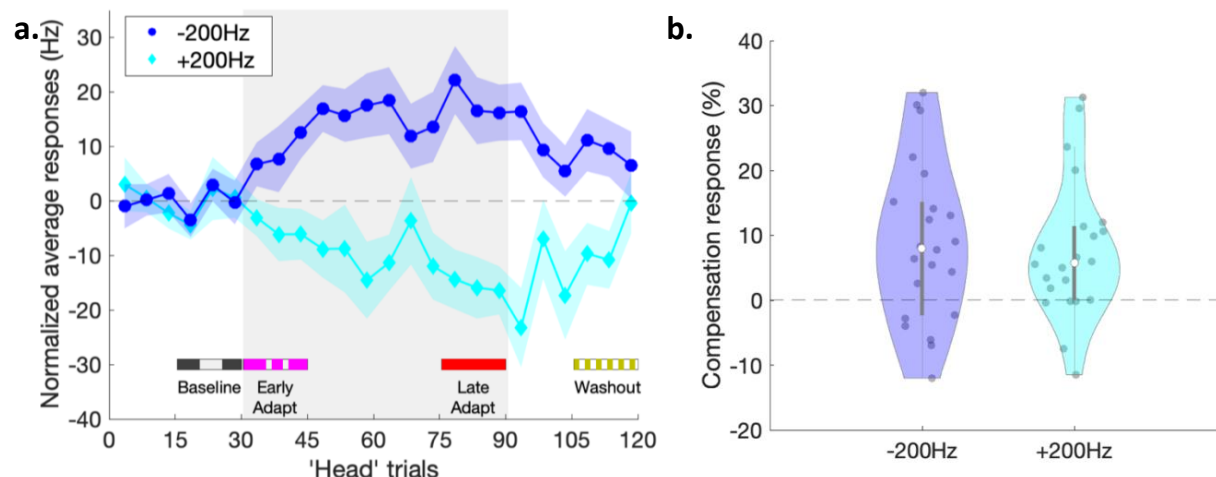 a.
Normalized average responses (Hz)
30
20
10
0
-10
-20
-30
-40
-200Hz
+200Hz
Baseline
Early
Adapt
Late
Adapt
Washout
0
15
30
45
60
75
90
105
120
'Head' trials
b.
Compensation response (%)
40
30
20
10
0
-10
-20
-200Hz
+200Hz